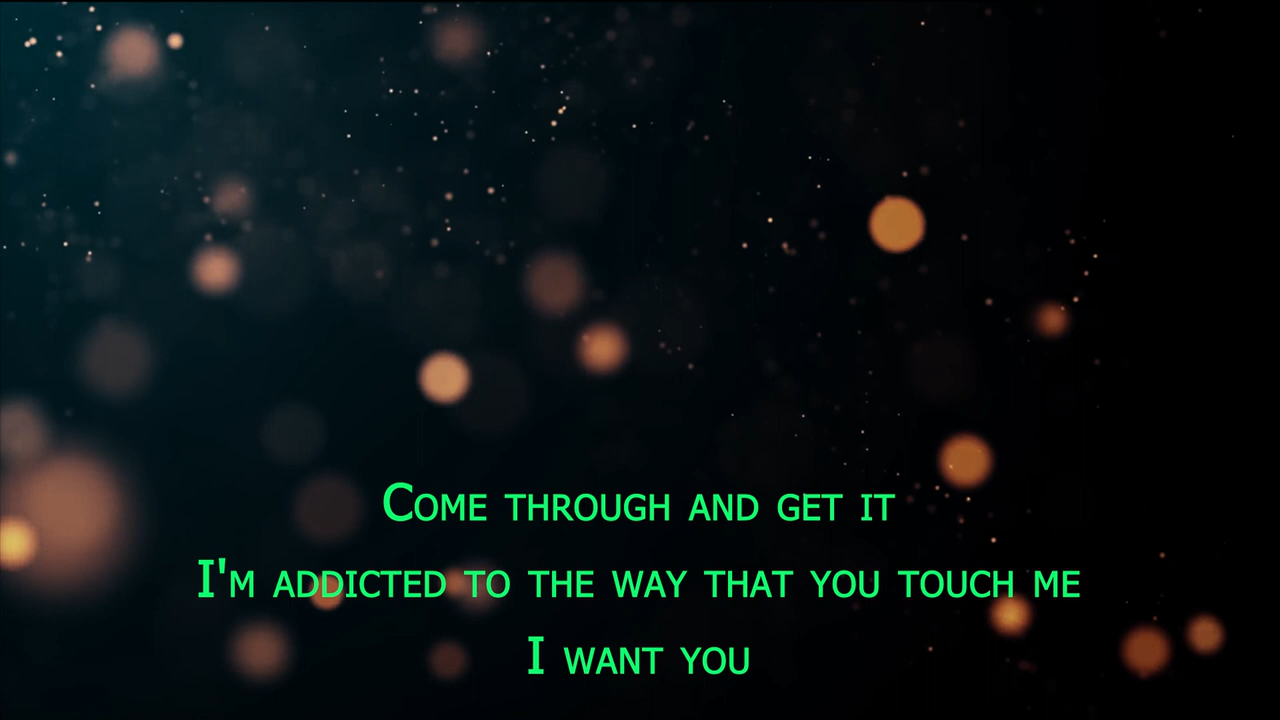 Come through and get it
I'm addicted to the way that you touch me
I want you